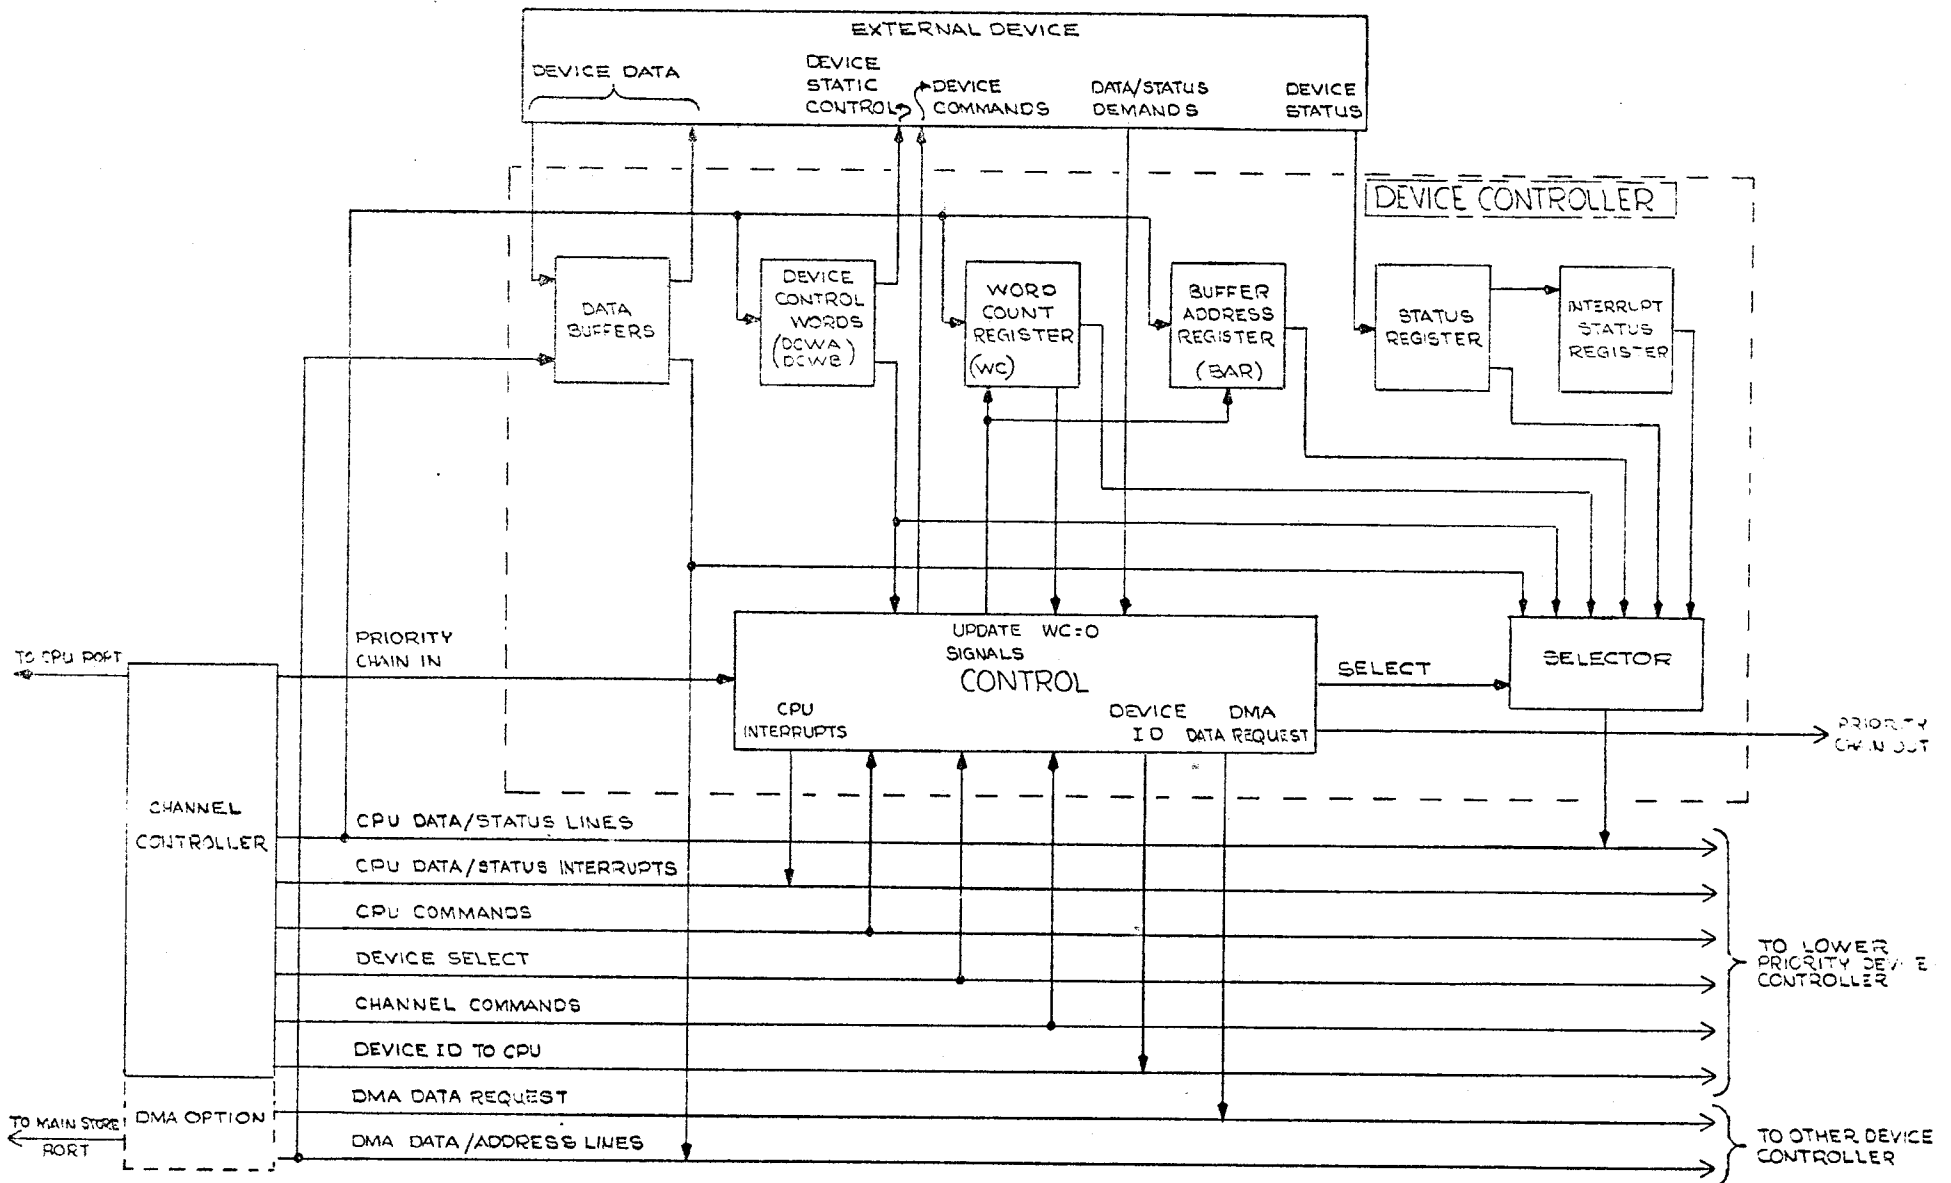 EXTERNAL DEVICE
DEVICE DATA
DEVICE
STATIC
CONTROL
DEVICE
COMMANDS
DATA/STATUS
DEMANDS
DEVICE
STATUS
DEVICE CONTROLLER
DATA
BUFFERS
DEVICE
CONTROL
WORDS
(DCWA)
(DCWB)
WORD
COUNT
REGISTER
(WC)
BUFFER
ADDRESS
REGISTER
(BAR)
STATUS
REGISTER
INTERRUPT
STATUS
REGISTER
PRIORITY
CHAIN IN
UPDATE WC=0
SIGNALS
CONTROL
CPU
INTERRUPTS
DEVICE
ID
DMA
DATA REQUEST
SELECT
SELECTOR
PRIORITY
CHAIN OUT
TO CPU PORT
CHANNEL
CONTROLLER
CPU DATA/STATUS LINES
CPU DATA/STATUS INTERRUPTS
CPU COMMANDS
DEVICE SELECT
CHANNEL COMMANDS
DEVICE ID TO CPU
DMA DATA REQUEST
DMA DATA/ADDRESS LINES
TO LOWER
PRIORITY DEVICE
CONTROLLER
DMA OPTION
TO MAIN STORE
PORT
TO OTHER DEVICE
CONTROLLER